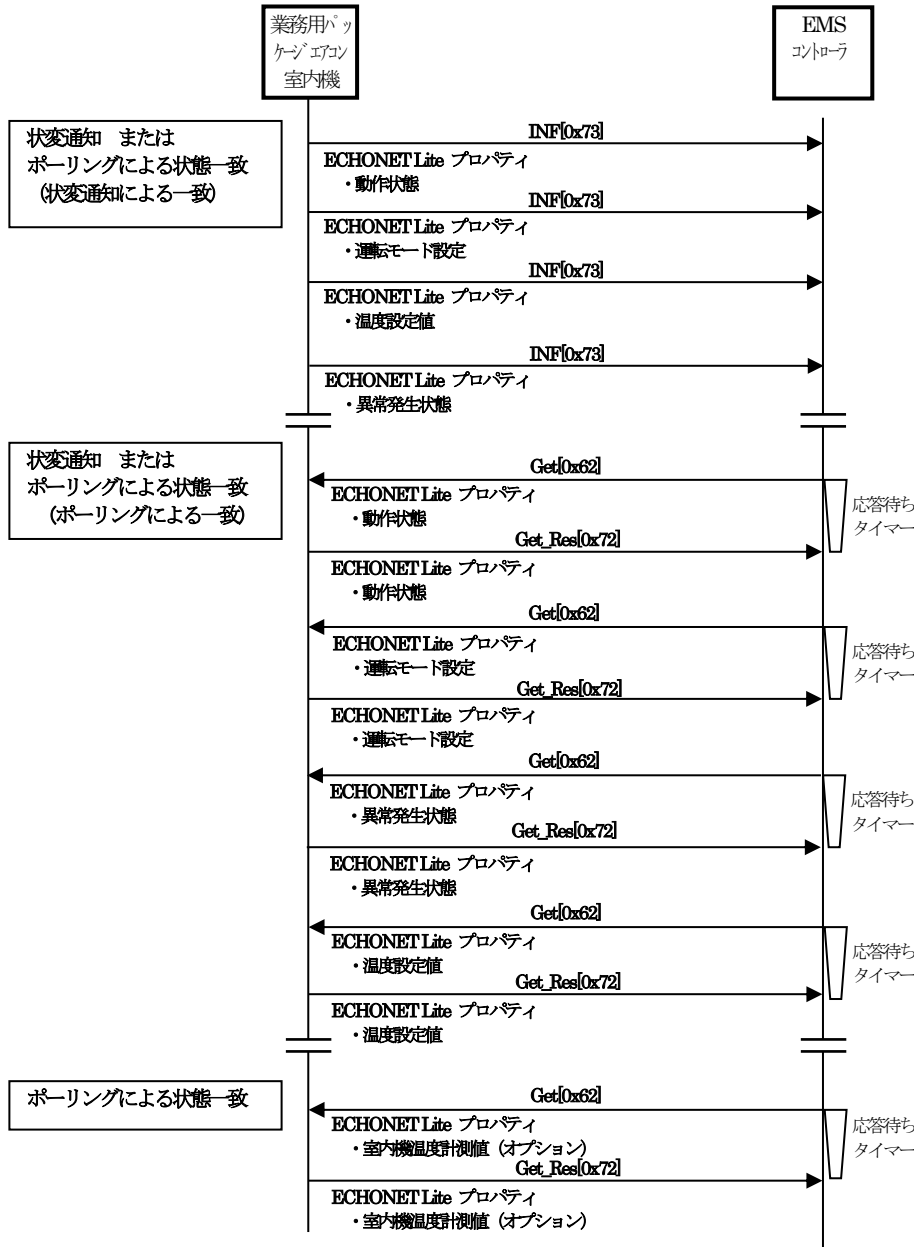 業務用パッ
ケージエアコン
室内機
EMS
コントローラ
状変通知　または
ポーリングによる状態一致
(状変通知による一致)
INF[0x73]
ECHONET Lite プロパティ
・動作状態
INF[0x73]
ECHONET Lite プロパティ
・運転モード設定
INF[0x73]
ECHONET Lite プロパティ
・温度設定値
INF[0x73]
ECHONET Lite プロパティ
・異常発生状態
状変通知　または
ポーリングによる状態一致
(ポーリングによる一致)
Get[0x62]
ECHONET Lite プロパティ
・動作状態
応答待ち
タイマー
Get_Res[0x72]
ECHONET Lite プロパティ
・動作状態
Get[0x62]
ECHONET Lite プロパティ
・運転モード設定
応答待ち
タイマー
Get_Res[0x72]
ECHONET Lite プロパティ
・運転モード設定
Get[0x62]
ECHONET Lite プロパティ
・異常発生状態
応答待ち
タイマー
Get_Res[0x72]
ECHONET Lite プロパティ
・異常発生状態
Get[0x62]
ECHONET Lite プロパティ
・温度設定値
応答待ち
タイマー
Get_Res[0x72]
ECHONET Lite プロパティ
・温度設定値
ポーリングによる状態一致
Get[0x62]
ECHONET Lite プロパティ
・室内機温度計測値（オプション）
応答待ち
タイマー
Get_Res[0x72]
ECHONET Lite プロパティ
・室内機温度計測値（オプション）